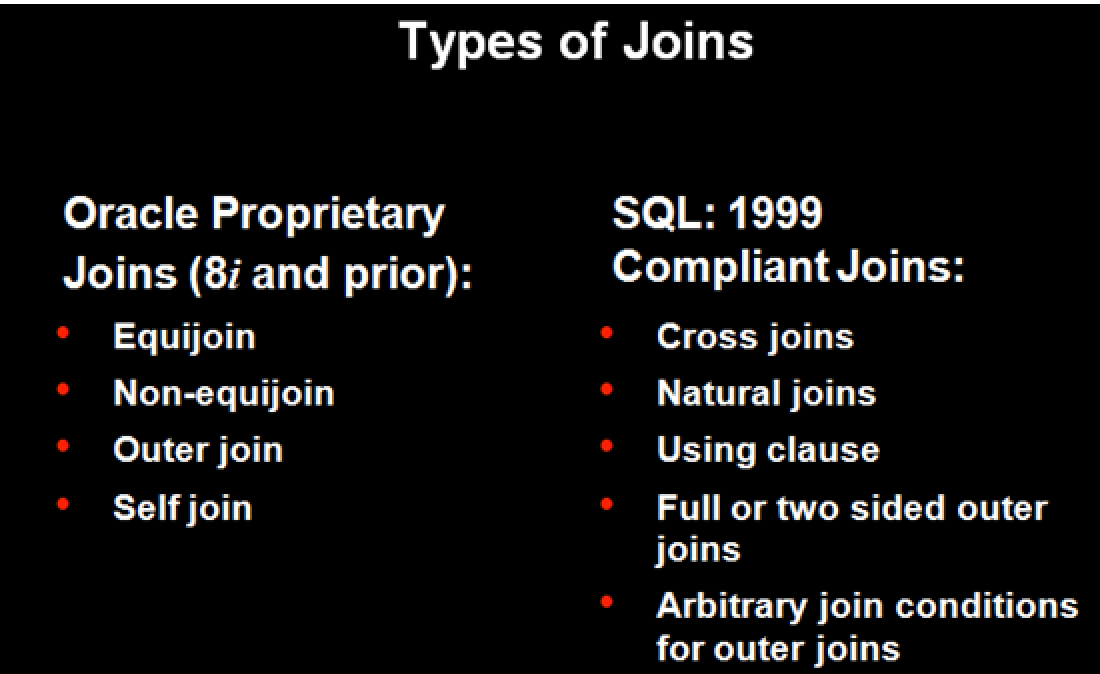 Types of Joins
Oracle Proprietary
Joins (8i and prior):
• Equijoin
• Non-equijoin
• Outer join
• Self join
SQL: 1999
Compliant Joins:
• Cross joins
• Natural joins
• Using clause
• Full or two sided outer
joins
• Arbitrary join conditions
for outer joins